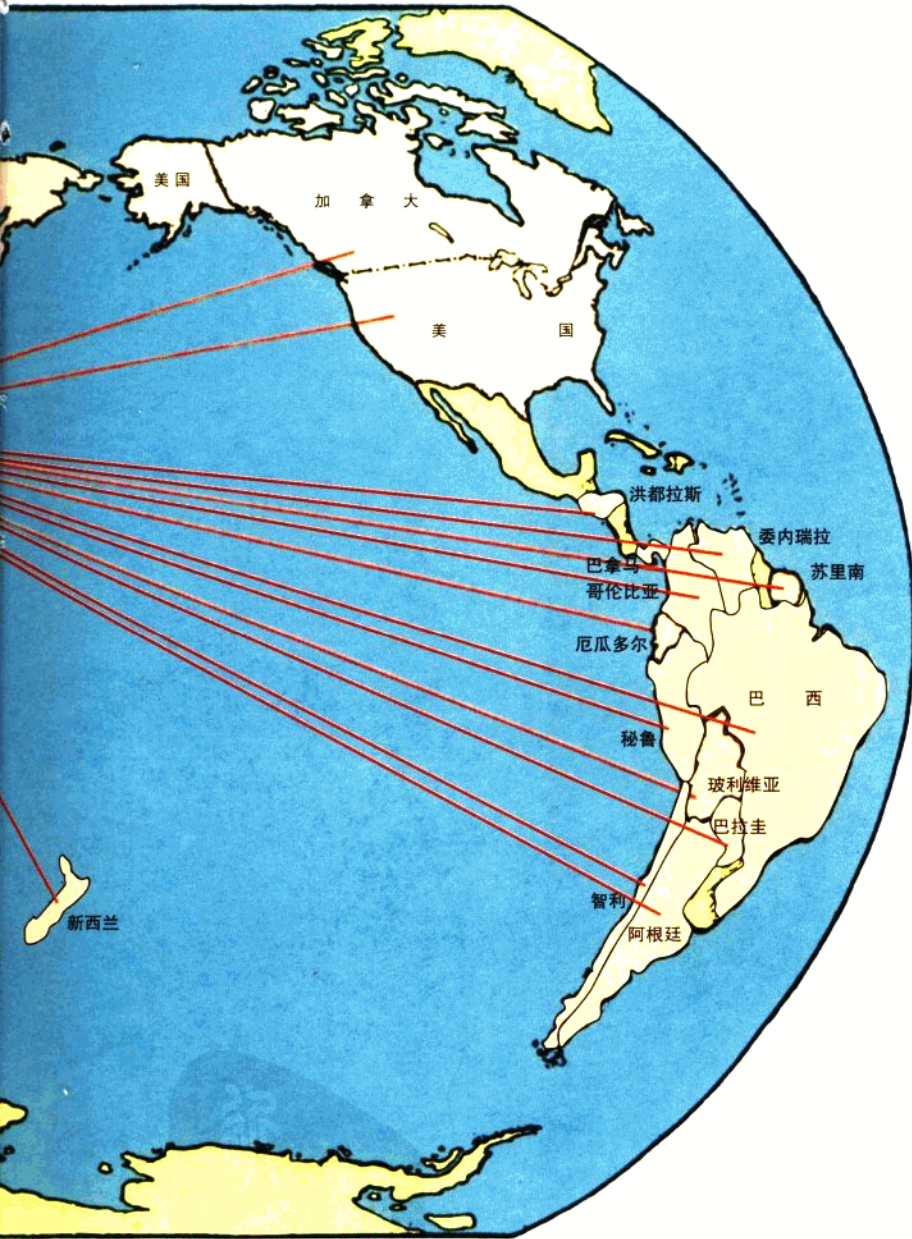 美国
加拿大
美国
洪都拉斯
委内瑞拉
巴拿马
苏里南
哥伦比亚
厄瓜多尔
巴西
秘鲁
玻利维亚
巴拉圭
智利
新西兰
阿根廷